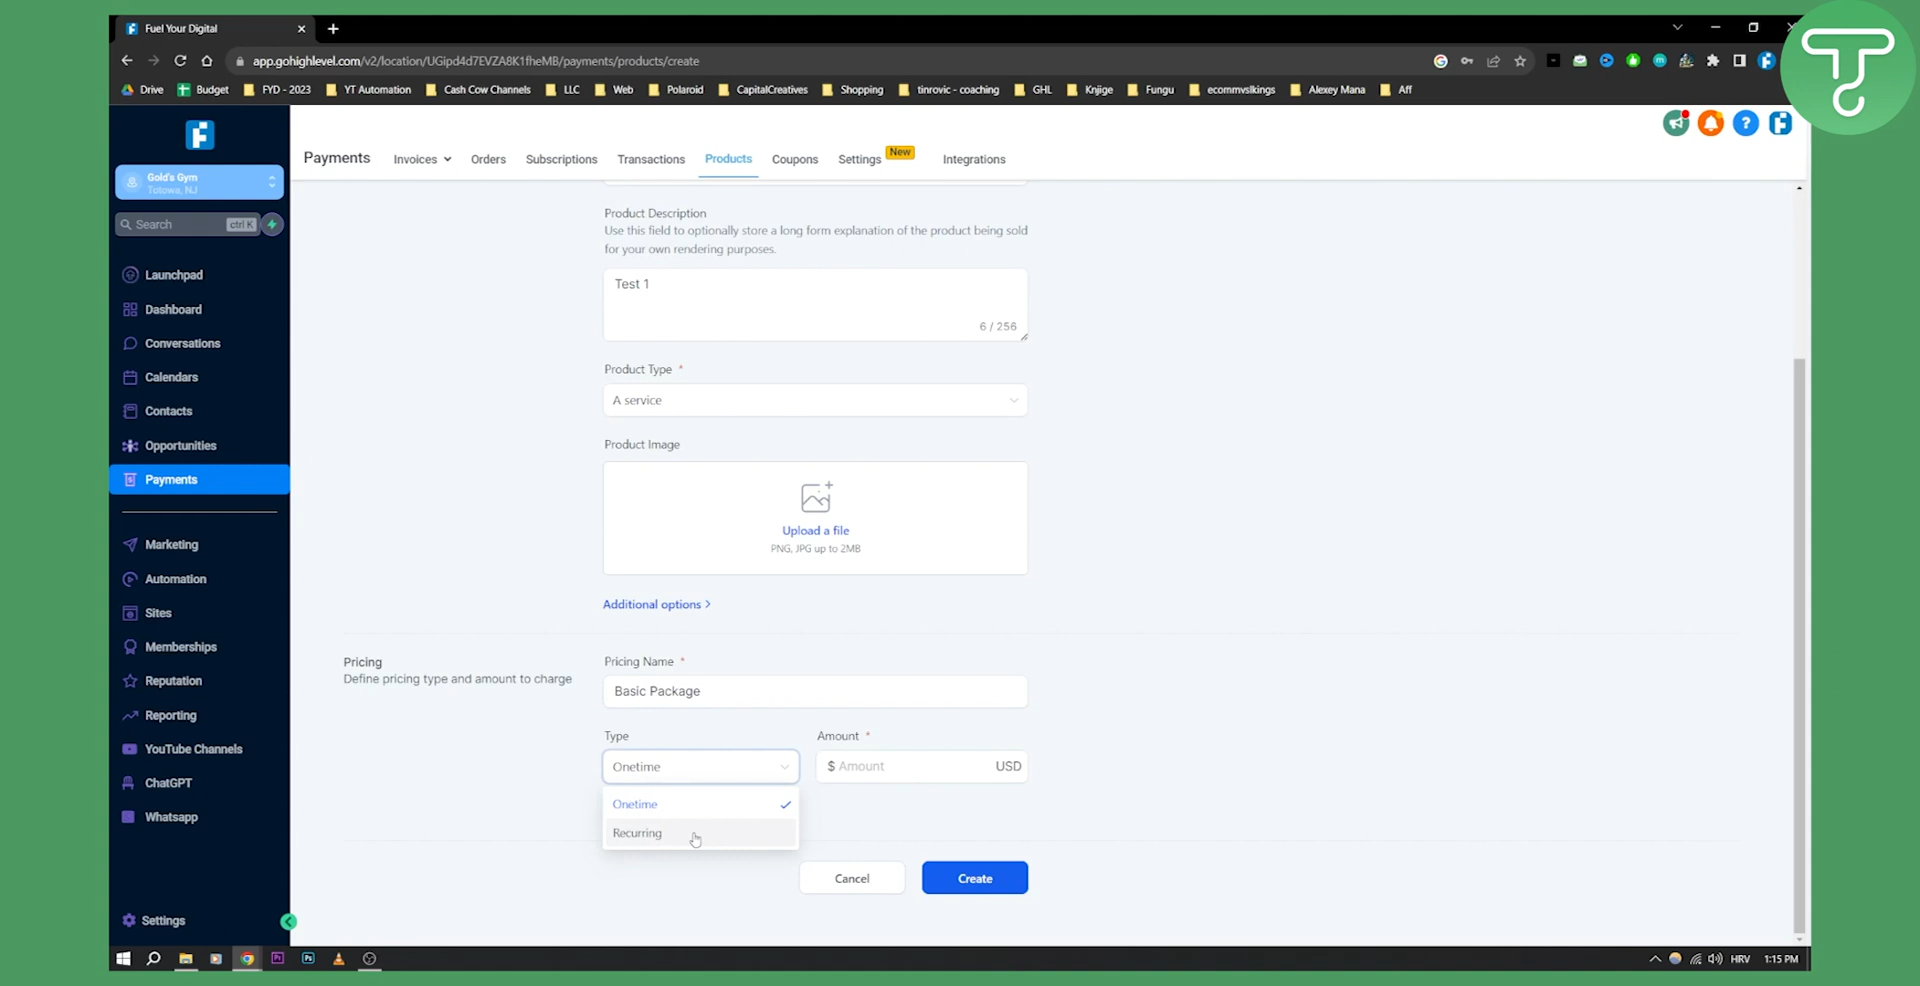 Fuel Your Digital
app.gohighlevel.com/v2/location/UGipd4d7EVZA8K1fheMB/payments/products/create
Drive Budget FYD - 2023 YT Automation Cash Cow Channels LLC Web Polaroid CapitalCreatives Shopping tinrovic - coaching GHL Knjige Fungu ecommvslkings Alexey Mana Aff
Gold's Gym
Totowa, NJ
Search ctrl K
Launchpad
Dashboard
Conversations
Calendars
Contacts
Opportunities
Payments
Marketing
Automation
Sites
Memberships
Reputation
Reporting
YouTube Channels
ChatGPT
Whatsapp
Settings
Payments Invoices Orders Subscriptions Transactions Products Coupons Settings New Integrations
Product Description
Use this field to optionally store a long form explanation of the product being sold
for your own rendering purposes.
Test 1
6 / 256
Product Type *
A service
Product Image
Upload a file
PNG, JPG up to 2MB
Additional options >
Pricing
Define pricing type and amount to charge
Pricing Name *
Basic Package
Type
Amount *
Onetime
$ Amount USD
Onetime
Recurring
Cancel
Create
HRV 1:15 PM